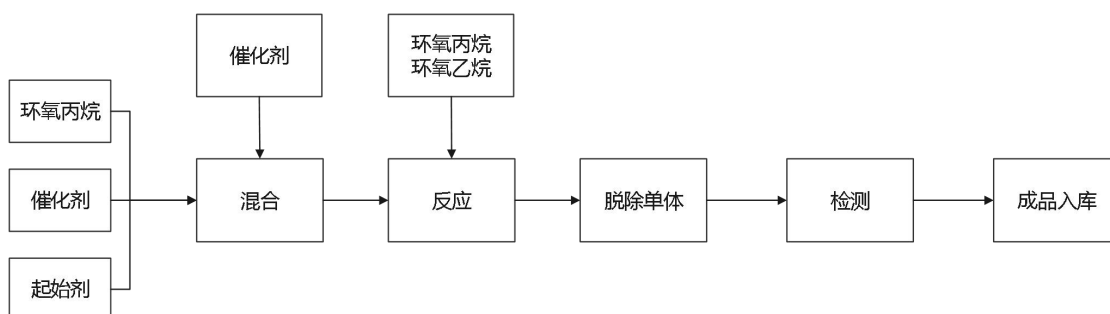 催化剂
环氧丙烷
环氧乙烷
环氧丙烷
催化剂
起始剂
混合
反应
脱除单体
检测
成品入库